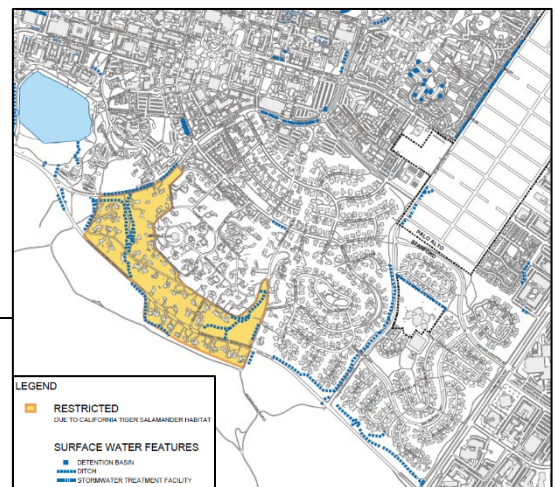 PALO ALTO
STANFORD
LEGEND
RESTRICTED
DUE TO CALIFORNIA TIGER SALAMANDER HABITAT
SURFACE WATER FEATURES
DETENTION BASIN
DITCH
STORMWATER TREATMENT FACILITY